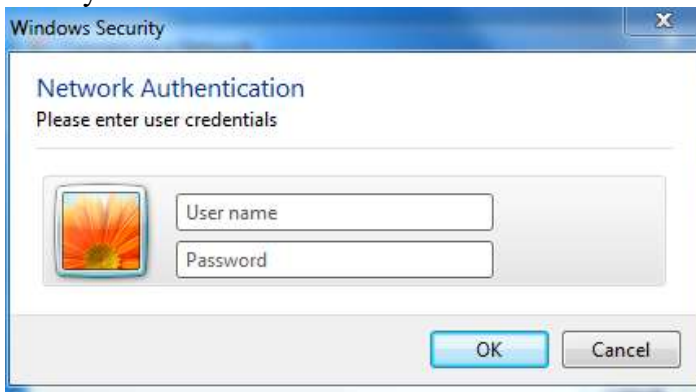 Windows Security
Network Authentication
Please enter user credentials
User name
Password
OK
Cancel